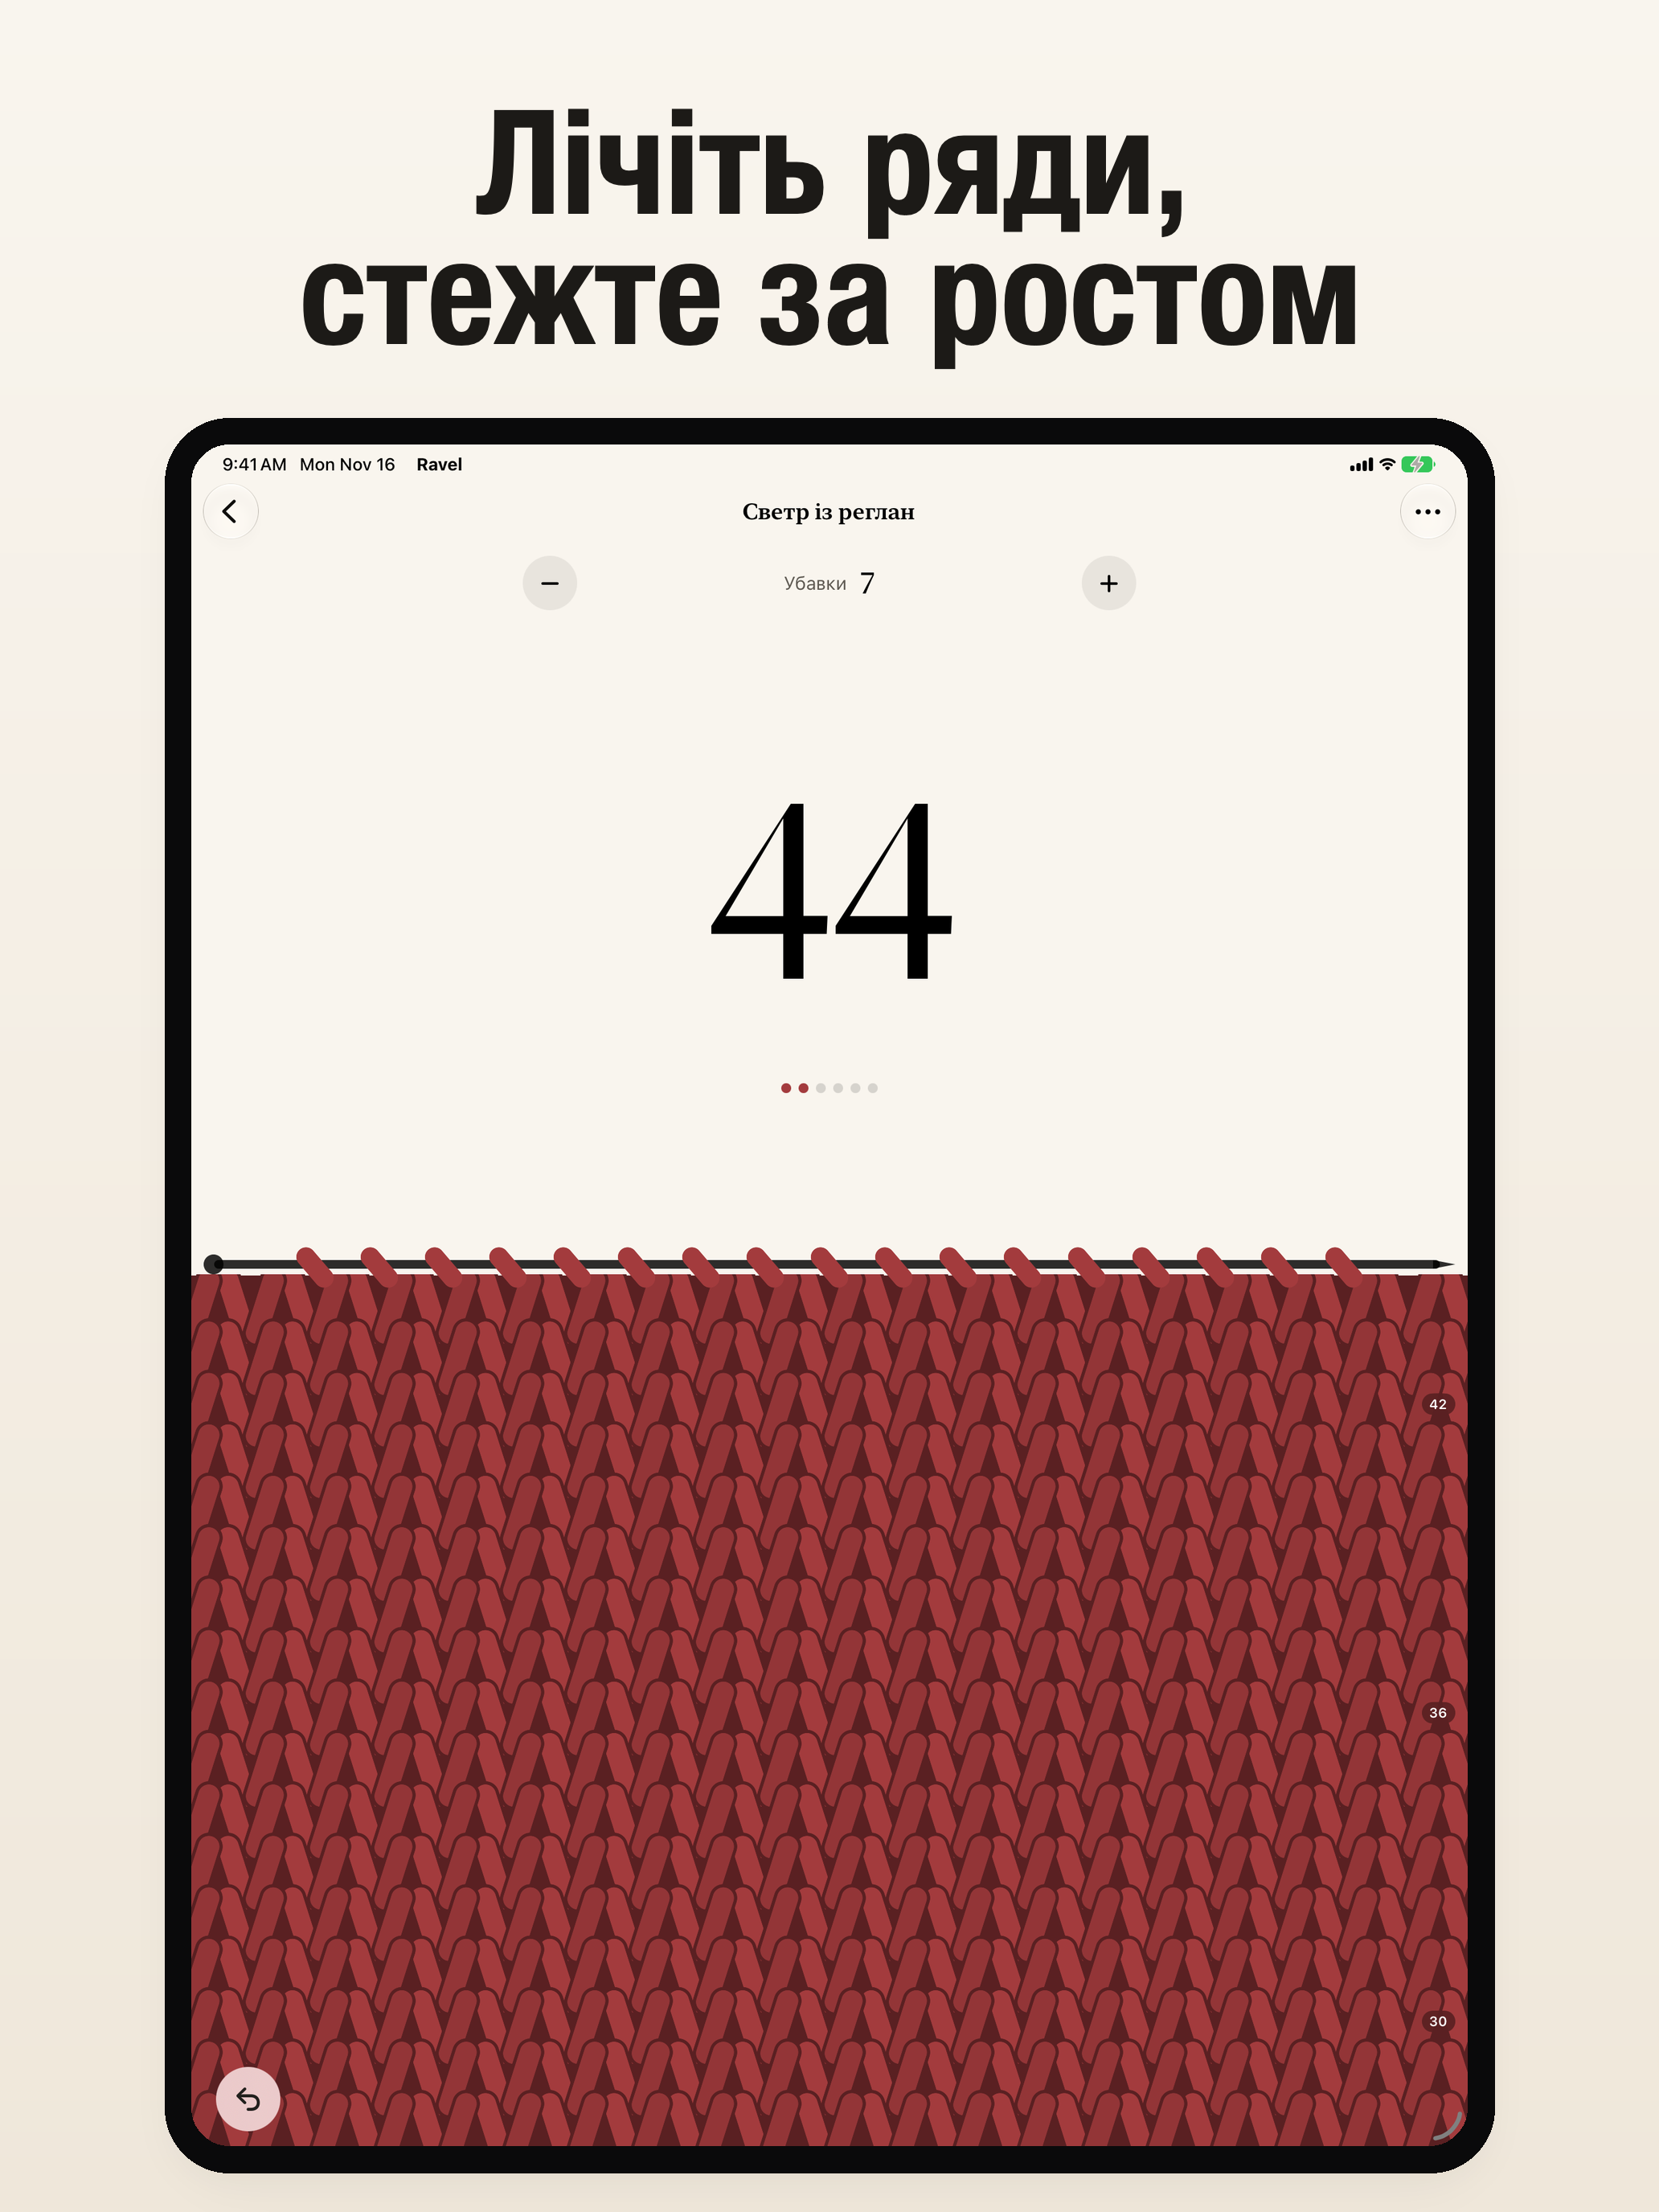 Лічіть ряди,
стежте за ростом
9:41 AM Mon Nov 16 Ravel
Светр із реглан
Убавки 7
44
42
36
30